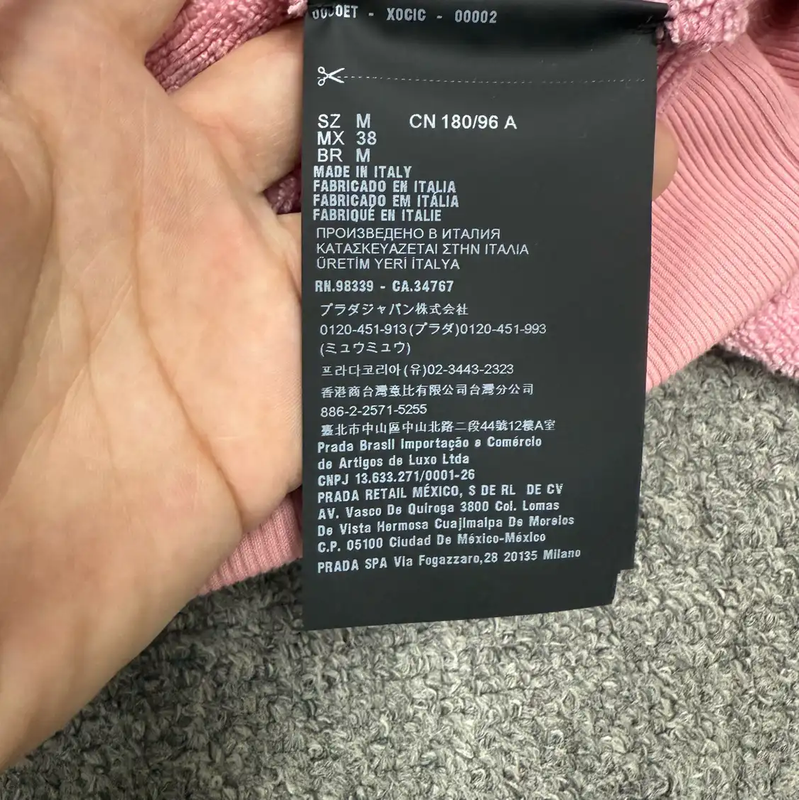 - X0CIC - 00002
SZ M CN 180/96 A
MX 38
BR M
MADE IN ITALY
FABRICADO EN ITALIA
FABRICADO EM ITÁLIA
FABRIQUÉ EN ITALIE
ПРОИЗВЕДЕНО В ИТАЛИЯ
ΚΑΤΑΣΚΕΥΑΖΕΤΑΙ ΣΤΗΝ ΙΤΑΛΙΑ
ÜRETİM YERİ İTALYA
RN.98339 - CA.34767
プラダジャパン株式会社
0120-451-913(プラダ)0120-451-993
(ミュウミュウ)
프라다코리아(유)02-3443-2323
香港商台灣意比有限公司台灣分公司
886-2-2571-5255
臺北市中山區中山北路二段44號12樓A室
Prada Brasil Importação e Comércio
de Artigos de Luxo Ltda
CNPJ 13.633.271/0001-26
PRADA RETAIL MÉXICO, S DE RL DE CV
AV. Vasco De Quiroga 3800 Col. Lomas
De Vista Hermosa Cuajimalpa De Morelos
C.P. 05100 Ciudad De México-México
PRADA SPA Via Fogazzaro,28 20135 Milano